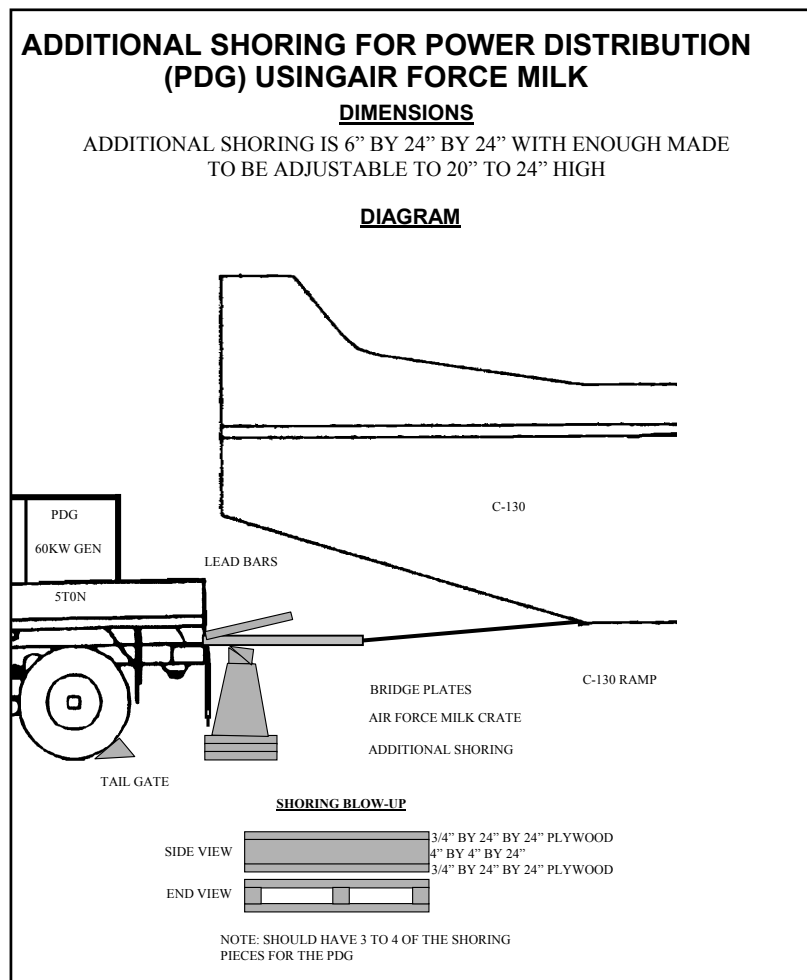 ADDITIONAL SHORING FOR POWER DISTRIBUTION
(PDG) USINGAIR FORCE MILK
DIMENSIONS
ADDITIONAL SHORING IS 6” BY 24” BY 24” WITH ENOUGH MADE
TO BE ADJUSTABLE TO 20” TO 24” HIGH
DIAGRAM
C-130
PDG
60KW GEN
LEAD BARS
5T0N
C-130 RAMP
BRIDGE PLATES
AIR FORCE MILK CRATE
ADDITIONAL SHORING
TAIL GATE
SHORING BLOW-UP
3/4” BY 24” BY 24” PLYWOOD
SIDE VIEW
4” BY 4” BY 24”
3/4” BY 24” BY 24” PLYWOOD
END VIEW
NOTE: SHOULD HAVE 3 TO 4 OF THE SHORING
PIECES FOR THE PDG